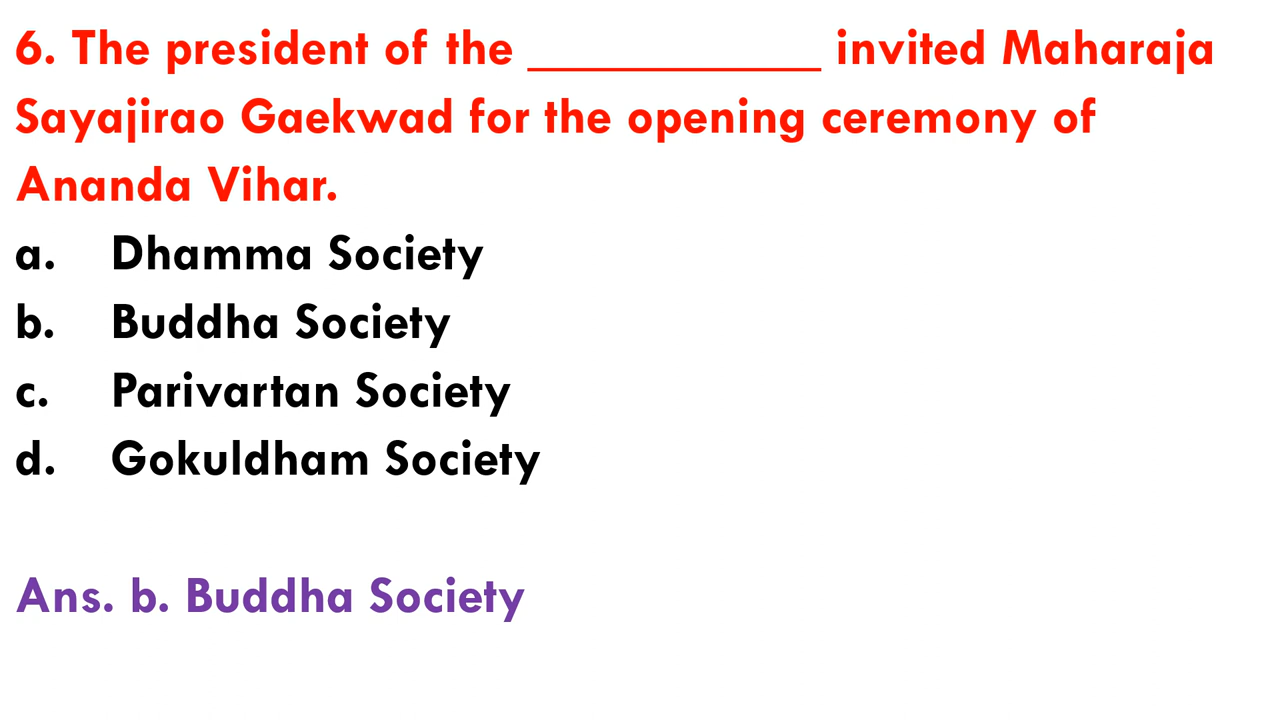 6. The president of the ____________ invited Maharaja
Sayajirao Gaekwad for the opening ceremony of
Ananda Vihar.
a. Dhamma Society
b. Buddha Society
c. Parivartan Society
d. Gokuldham Society
Ans. b. Buddha Society